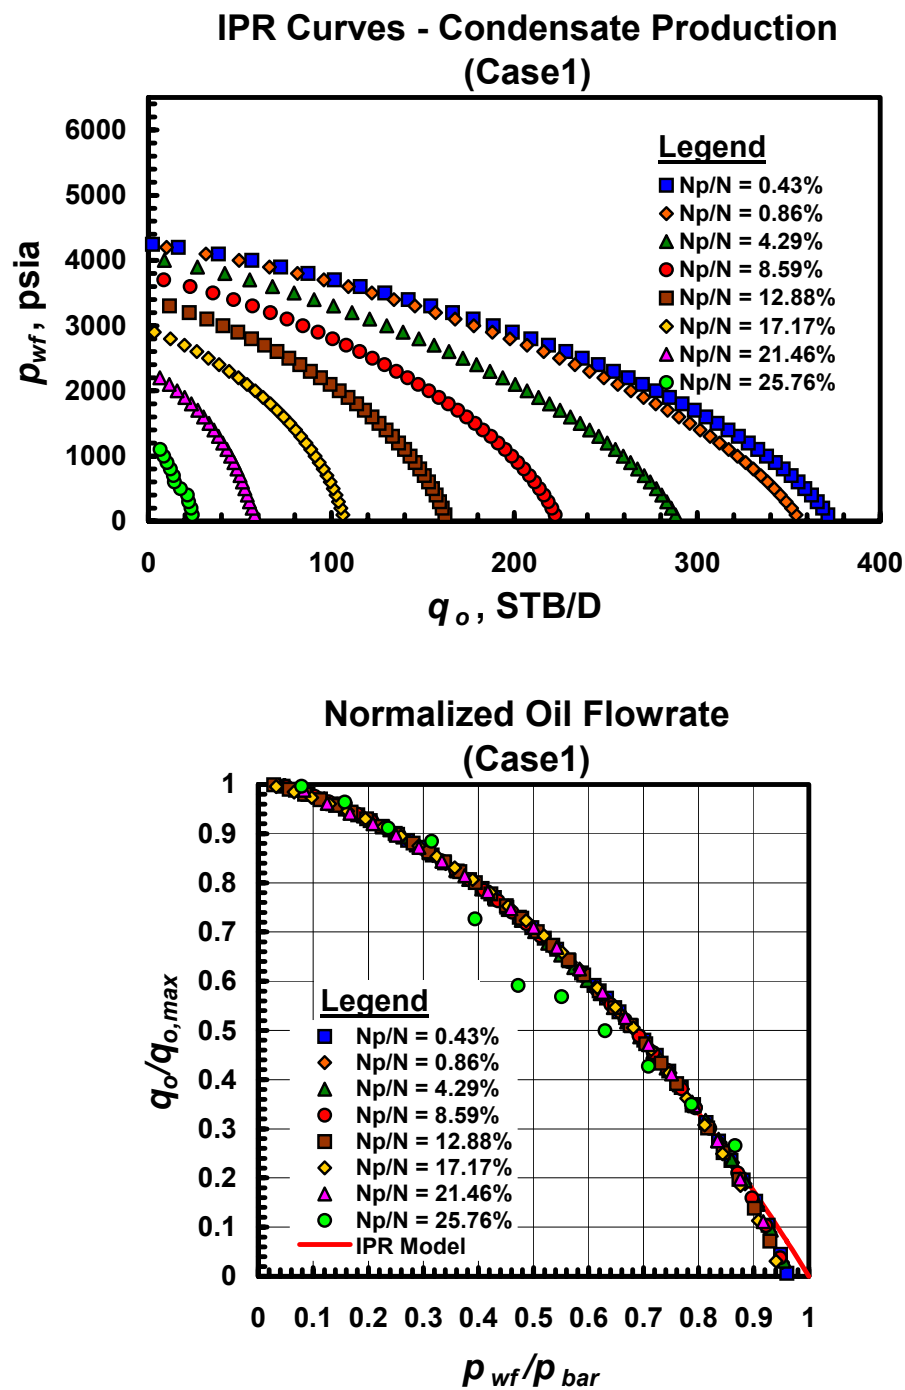 IPR Curves - Condensate Production
(Case1)
6000
5000
4000
3000
2000
1000
0
p wf , psia
Legend
Np/N = 0.43%
Np/N = 0.86%
Np/N = 4.29%
Np/N = 8.59%
Np/N = 12.88%
Np/N = 17.17%
Np/N = 21.46%
Np/N = 25.76%
0 100 200 300 400
q o , STB/D
Normalized Oil Flowrate
(Case1)
1
0.9
0.8
0.7
0.6
0.5
0.4
0.3
0.2
0.1
0
q o /q o,max
Legend
Np/N = 0.43%
Np/N = 0.86%
Np/N = 4.29%
Np/N = 8.59%
Np/N = 12.88%
Np/N = 17.17%
Np/N = 21.46%
Np/N = 25.76%
IPR Model
0 0.1 0.2 0.3 0.4 0.5 0.6 0.7 0.8 0.9 1
p wf /p bar